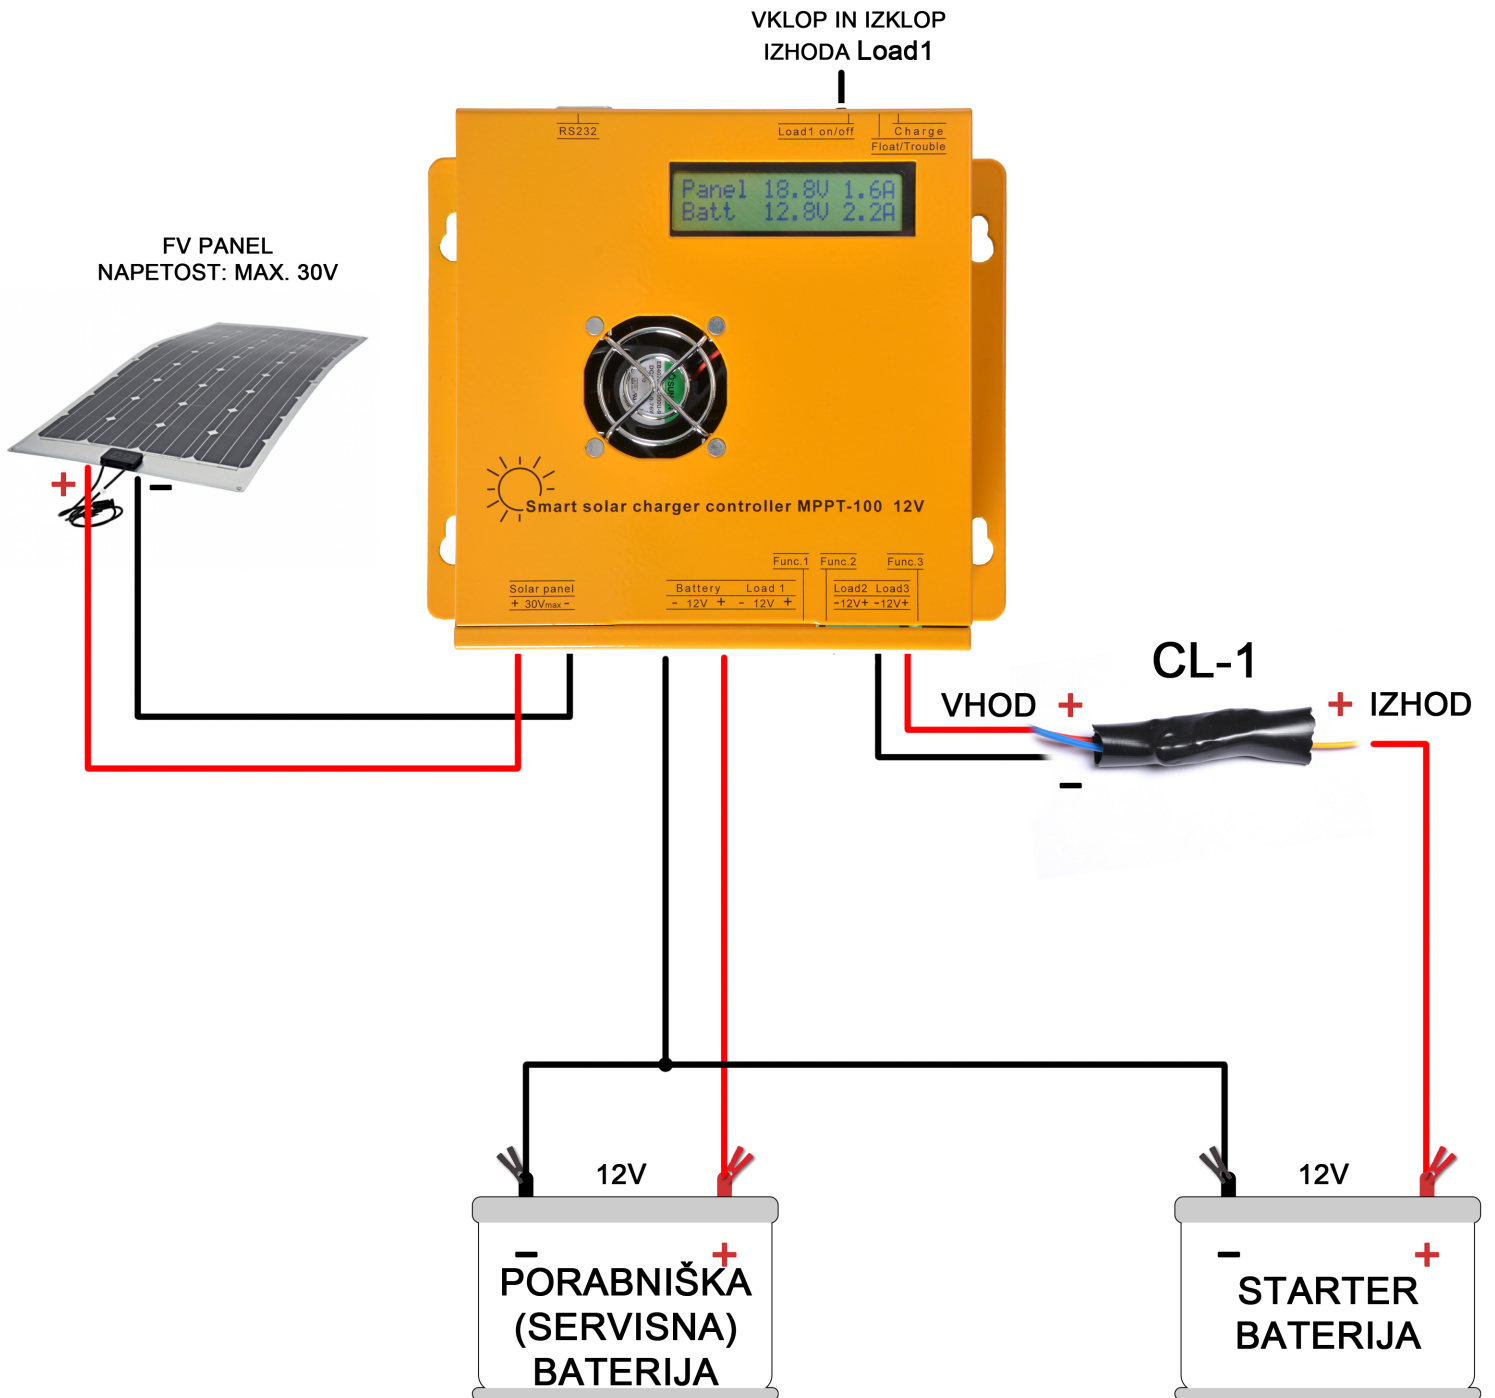 VKLOP IN IZKLOP
IZHODA Load1
RS232
Load1 on/off
Charge
Float/Trouble
Panel 18.8V 1.6A
Batt 12.8V 2.2A
FV PANEL
NAPETOST: MAX. 30V
+ -
Smart solar charger controller MPPT-100 12V
Func.1 Func.2 Func.3
Solar panel
+ 30Vmax -
Battery Load 1
- 12V + - 12V +
Load2 Load3
-12V+ -12V+
CL-1
VHOD + + IZHOD
-
12V
- +
PORABNIŠKA
(SERVISNA)
BATERIJA
12V
- +
STARTER
BATERIJA